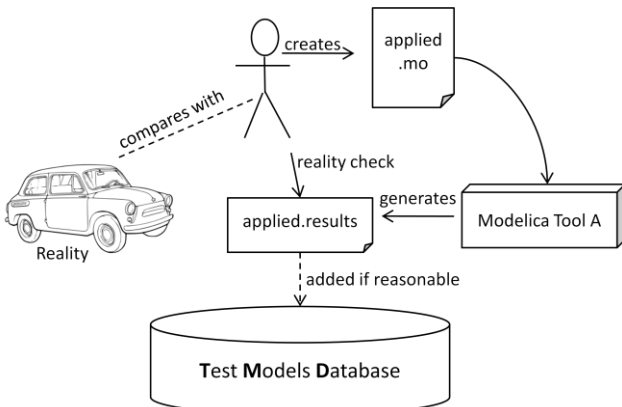 creates
applied
.mo
compares with
reality check
generates
applied.results
Modelica Tool A
Reality
added if reasonable
Test Models Database